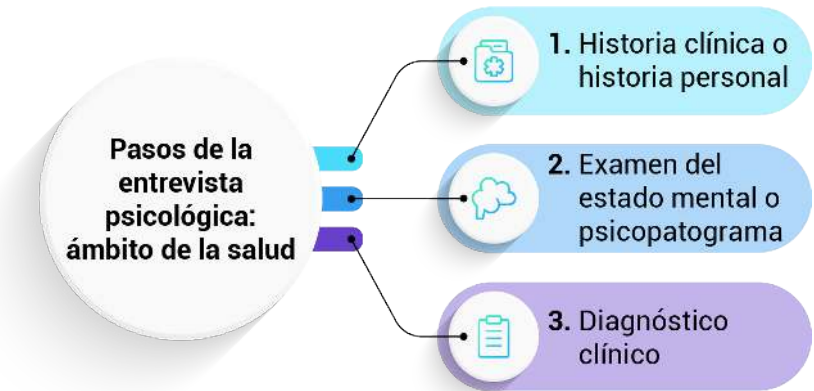 Pasos de la
entrevista
psicológica:
ámbito de la salud
1. Historia clínica o
historia personal
2. Examen del
estado mental o
psicopatograma
3. Diagnóstico
clínico